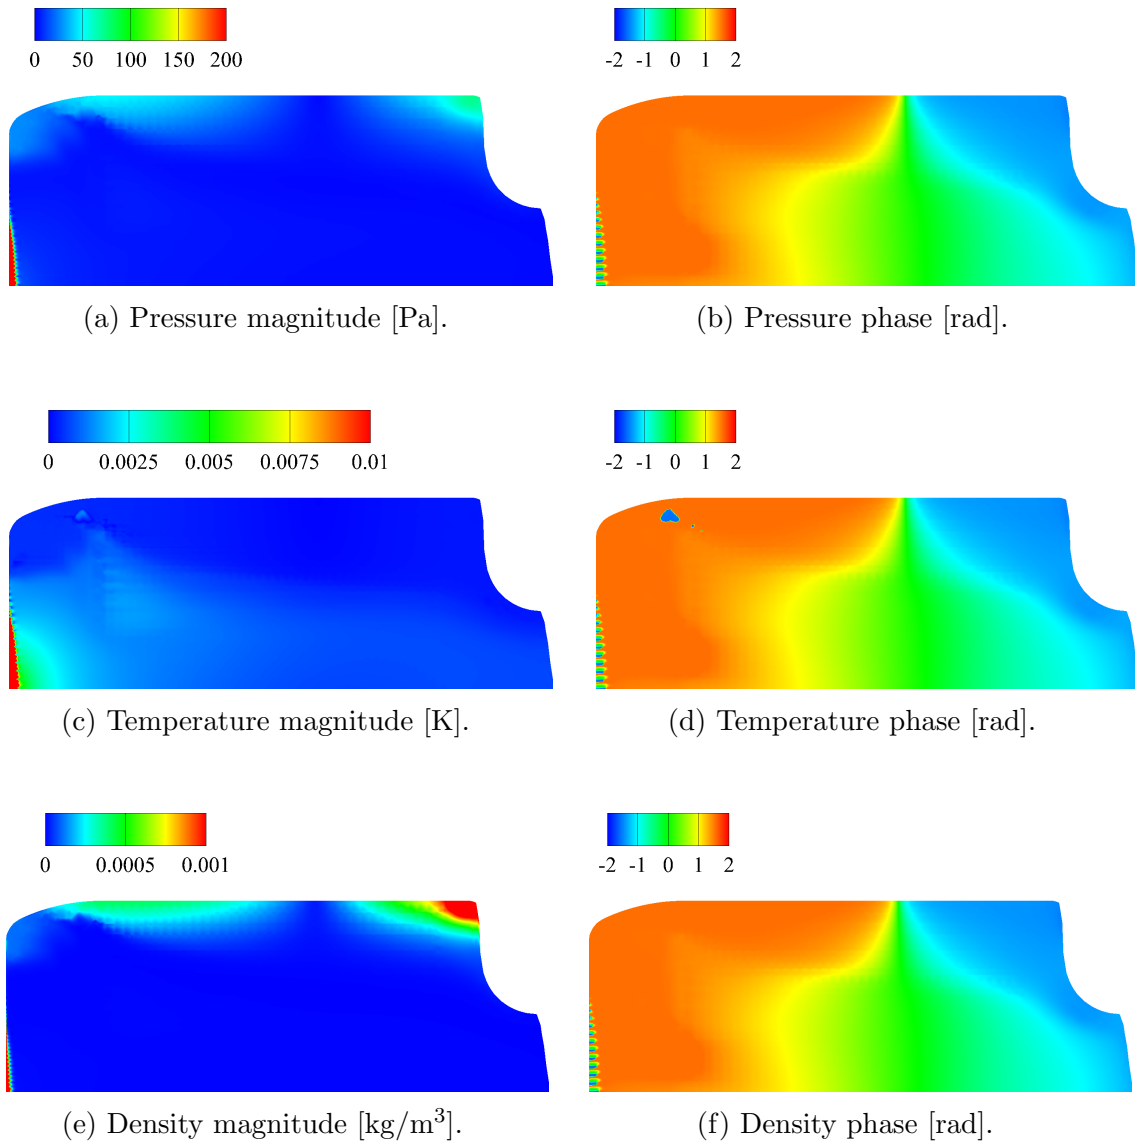 0 50 100 150 200
-2 -1 0 1 2
(a) Pressure magnitude [Pa].
(b) Pressure phase [rad].
0 0.0025 0.005 0.0075 0.01
-2 -1 0 1 2
(c) Temperature magnitude [K].
(d) Temperature phase [rad].
0 0.0005 0.001
-2 -1 0 1 2
(e) Density magnitude [kg/m³].
(f) Density phase [rad].